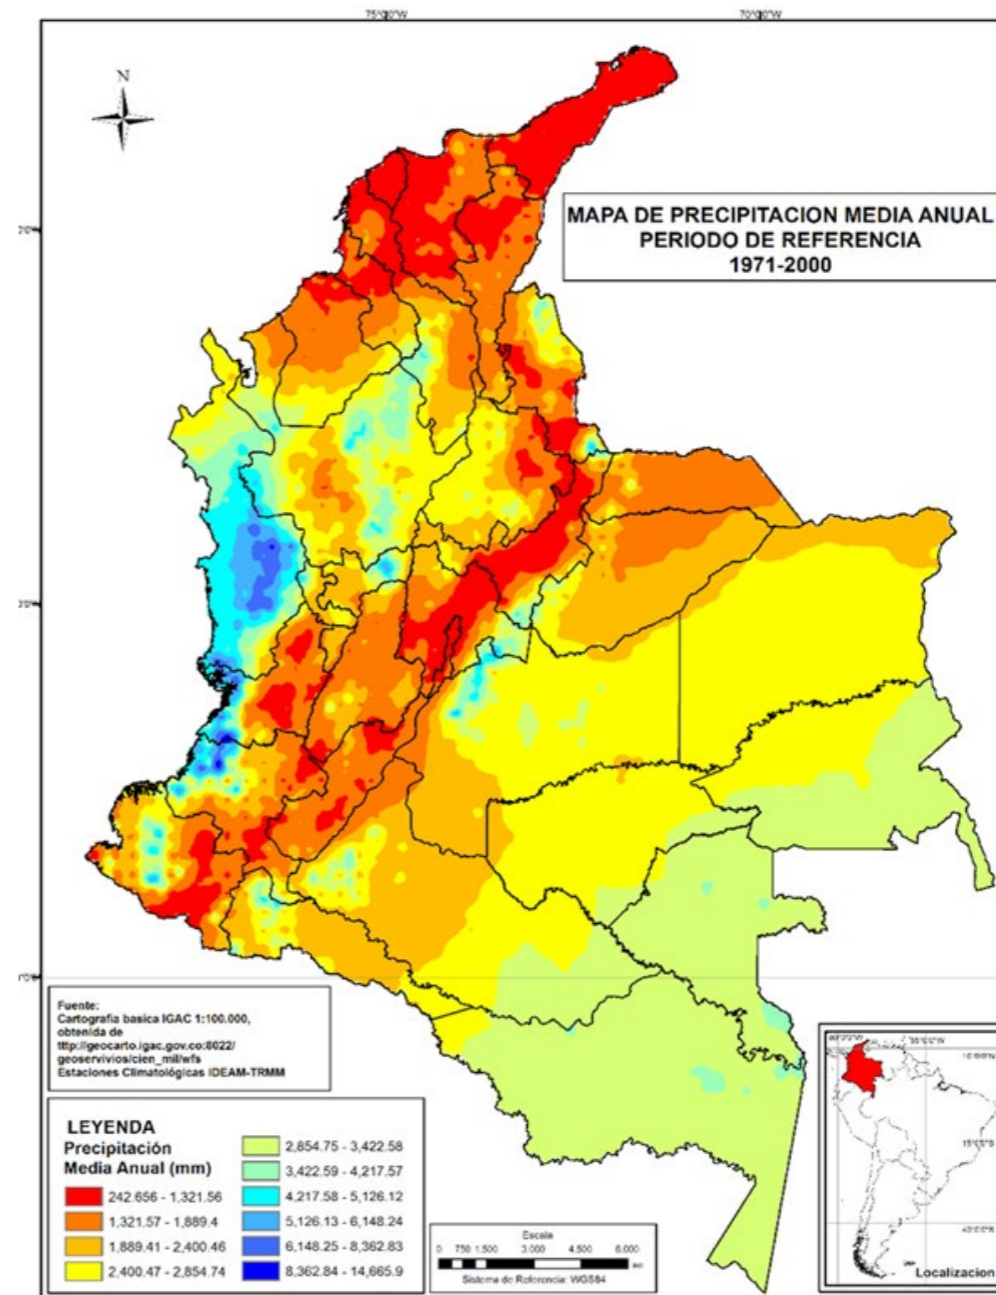 75°0'0"W 70°0'0"W
N
MAPA DE PRECIPITACION MEDIA ANUAL
PERIODO DE REFERENCIA
1971-2000
Fuente:
Cartografia basica IGAC 1:100.000,
obtenida de
http://geocarto.igac.gov.co:8022/
geoservivios/cien_mil/wfs
Estaciones Climatológicas IDEAM-TRMM
LEYENDA
Precipitación
Media Anual (mm)
242.656 - 1,321.56
1,321.57 - 1,889.4
1,889.41 - 2,400.46
2,400.47 - 2,854.74
2,854.75 - 3,422.58
3,422.59 - 4,217.57
4,217.58 - 5,126.12
5,126.13 - 6,148.24
6,148.25 - 8,362.83
8,362.84 - 14,665.9
Escala
0 750 1.500 3.000 4.500 6.000
Sistema de Referencia: WGS84
Localizacion